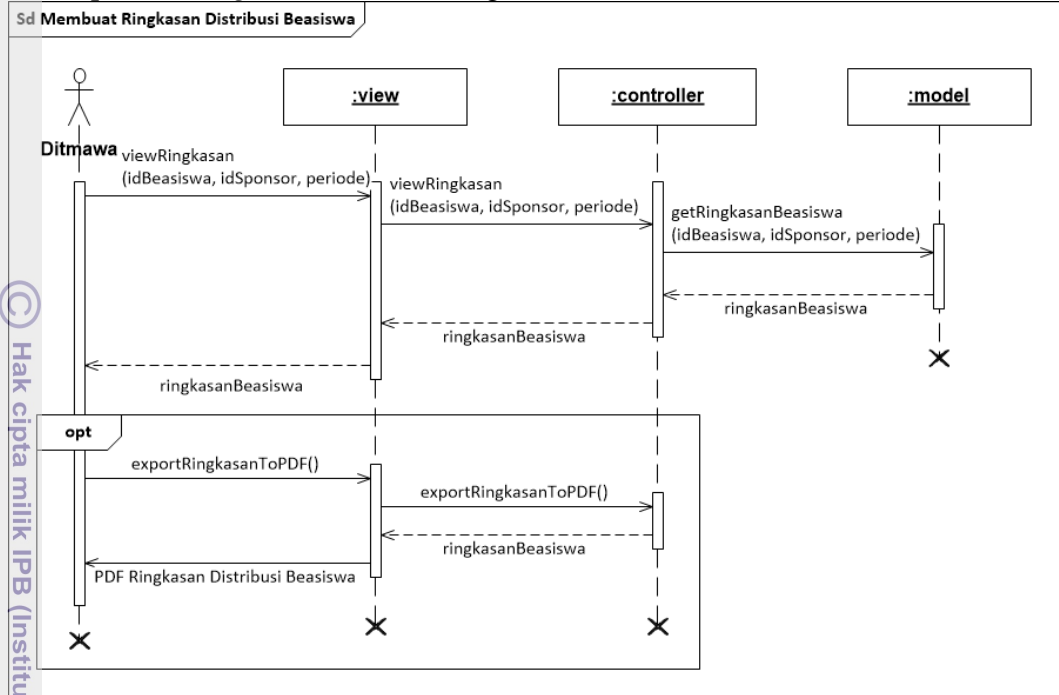 Sd Membuat Ringkasan Distribusi Beasiswa
:view
:controller
:model
Ditmawa
viewRingkasan
(idBeasiswa, idSponsor, periode)
viewRingkasan
(idBeasiswa, idSponsor, periode)
getRingkasanBeasiswa
(idBeasiswa, idSponsor, periode)
ringkasanBeasiswa
ringkasanBeasiswa
ringkasanBeasiswa
opt
exportRingkasanToPDF()
exportRingkasanToPDF()
ringkasanBeasiswa
PDF Ringkasan Distribusi Beasiswa
© Hak cipta milik IPB (Institu